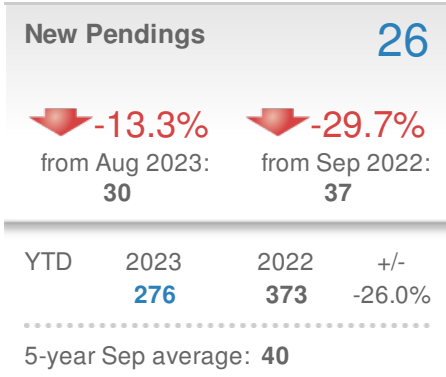 New Pendings 26
-13.3% -29.7%
from Aug 2023: from Sep 2022:
30 37
YTD 2023 2022 +/-
276 373 -26.0%
5-year Sep average: 40